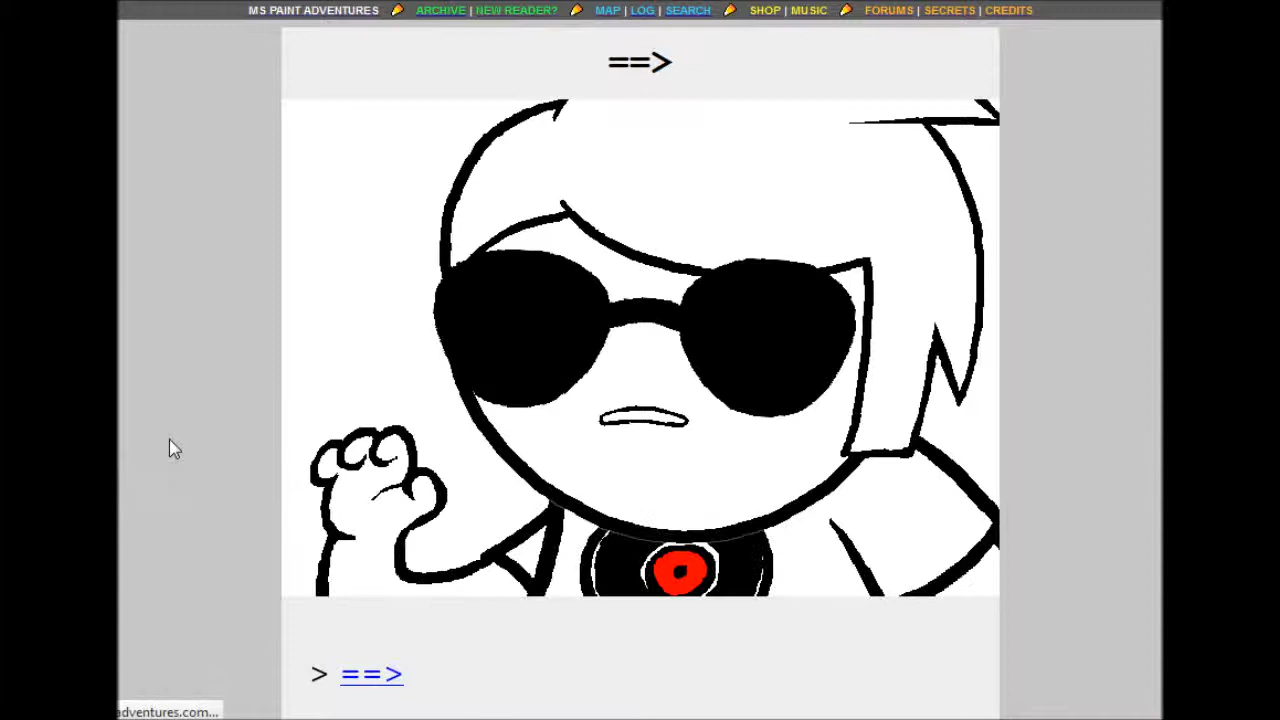 MS PAINT ADVENTURES ARCHIVE | NEW READER? MAP | LOG | SEARCH SHOP | MUSIC FORUMS | SECRETS | CREDITS
==>
> ==>
adventures.com...